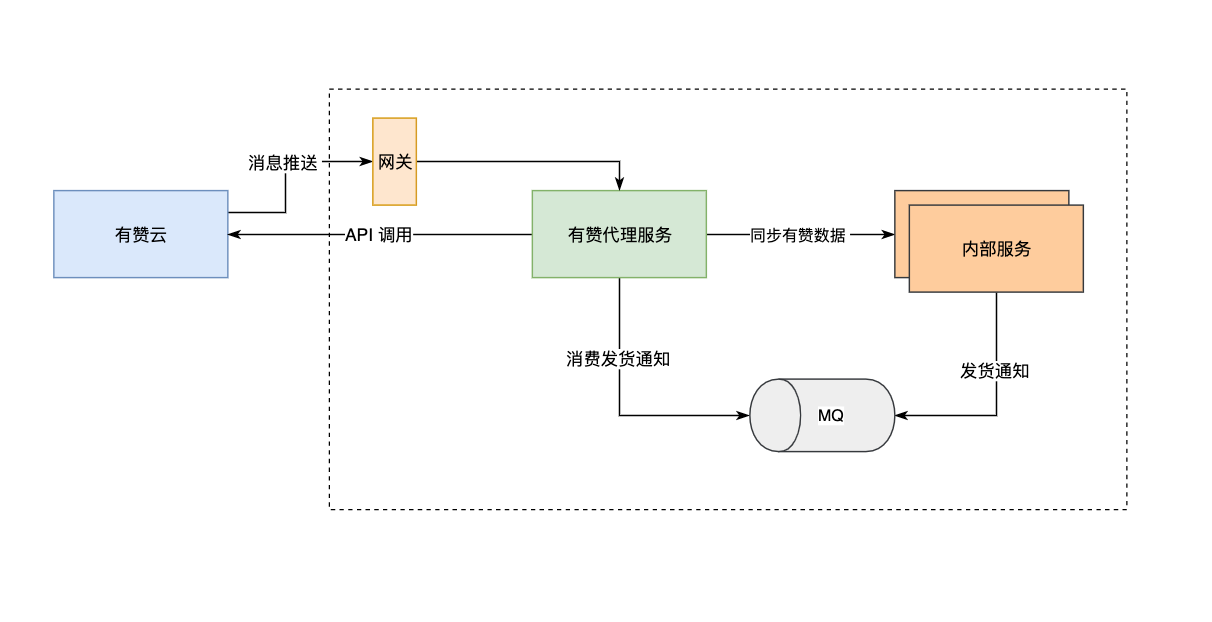 消息推送
网关
有赞云
API 调用
有赞代理服务
同步有赞数据
内部服务
消费发货通知
发货通知
MQ